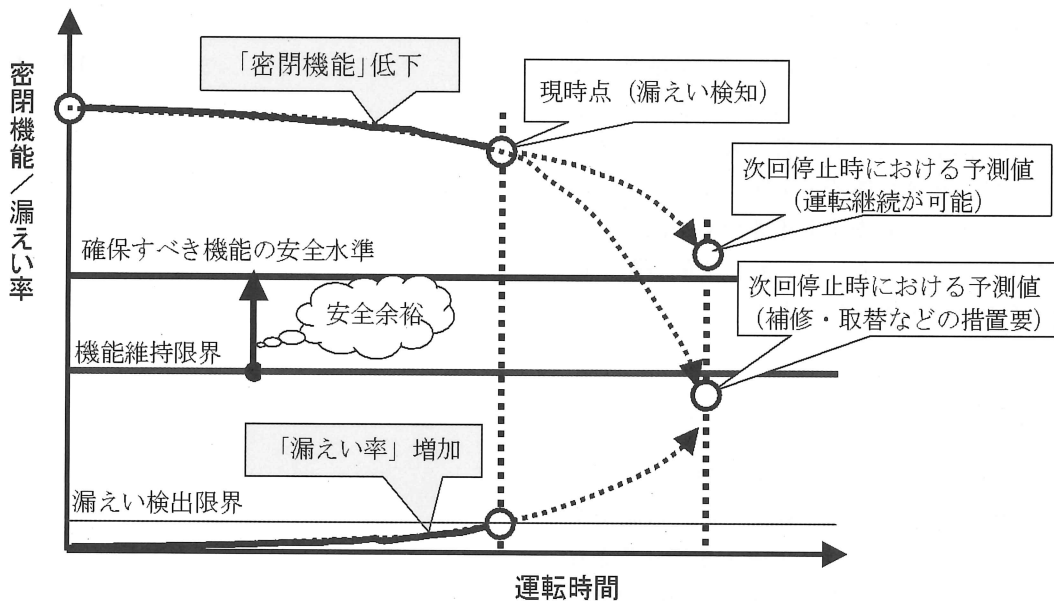 密閉機能／漏えい率
「密閉機能」低下
現時点（漏えい検知）
次回停止時における予測値
（運転継続が可能）
確保すべき機能の安全水準
安全余裕
次回停止時における予測値
（補修・取替などの措置要）
機能維持限界
「漏えい率」増加
漏えい検出限界
運転時間